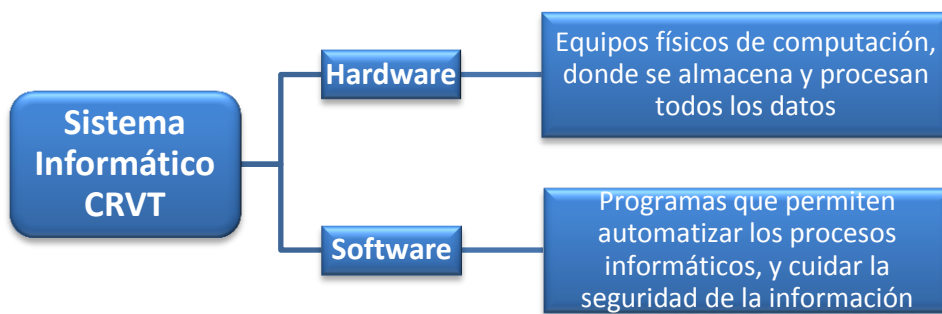 Sistema
Informático
CRVT
Hardware
Equipos físicos de computación,
donde se almacena y procesan
todos los datos
Software
Programas que permiten
automatizar los procesos
informáticos, y cuidar la
seguridad de la información